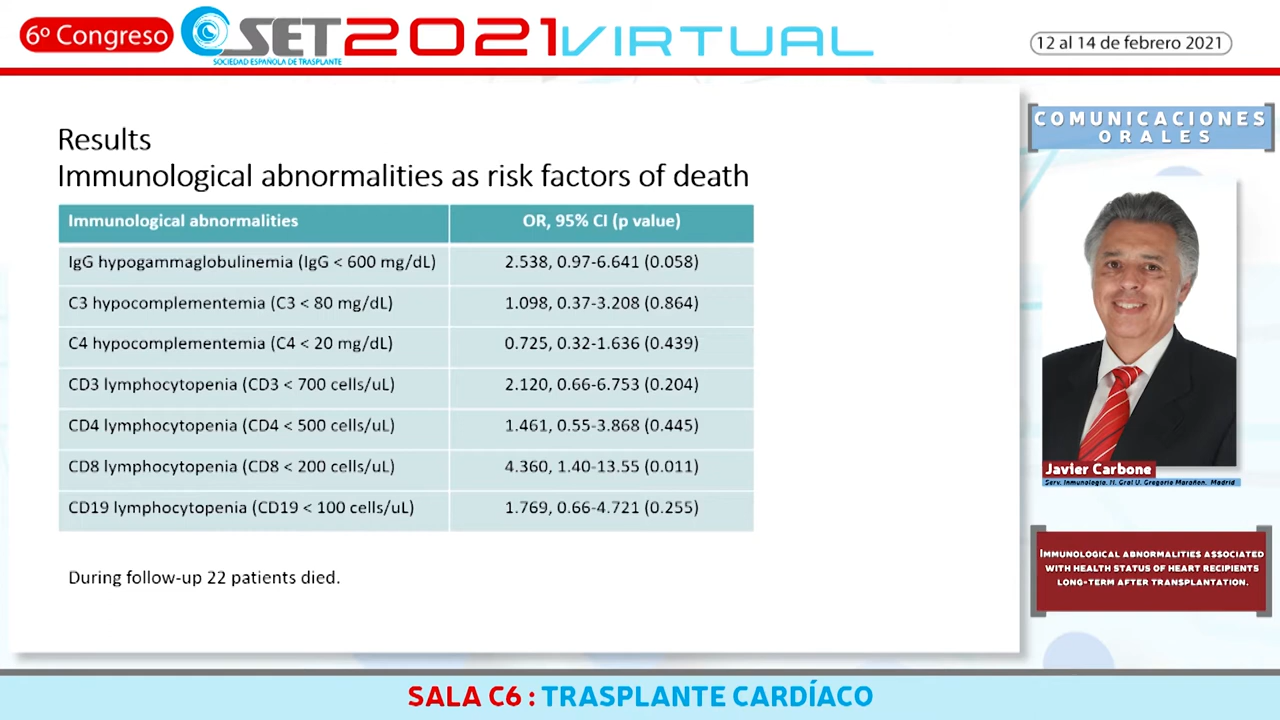 6º Congreso
SET 2021 VIRTUAL
SOCIEDAD ESPAÑOLA DE TRASPLANTE
12 al 14 de febrero 2021
Results
Immunological abnormalities as risk factors of death
Immunological abnormalities OR, 95% CI (p value)
IgG hypogammaglobulinemia (IgG < 600 mg/dL) 2.538, 0.97-6.641 (0.058)
C3 hypocomplementemia (C3 < 80 mg/dL) 1.098, 0.37-3.208 (0.864)
C4 hypocomplementemia (C4 < 20 mg/dL) 0.725, 0.32-1.636 (0.439)
CD3 lymphocytopenia (CD3 < 700 cells/uL) 2.120, 0.66-6.753 (0.204)
CD4 lymphocytopenia (CD4 < 500 cells/uL) 1.461, 0.55-3.868 (0.445)
CD8 lymphocytopenia (CD8 < 200 cells/uL) 4.360, 1.40-13.55 (0.011)
CD19 lymphocytopenia (CD19 < 100 cells/uL) 1.769, 0.66-4.721 (0.255)
During follow-up 22 patients died.
COMUNICACIONES
ORALES
Javier Carbone
Serv. Inmunología. H. Gral U. Gregorio Marañón. Madrid
IMMUNOLOGICAL ABNORMALITIES ASSOCIATED
WITH HEALTH STATUS OF HEART RECIPIENTS
LONG-TERM AFTER TRANSPLANTATION.
SALA C6 : TRASPLANTE CARDÍACO